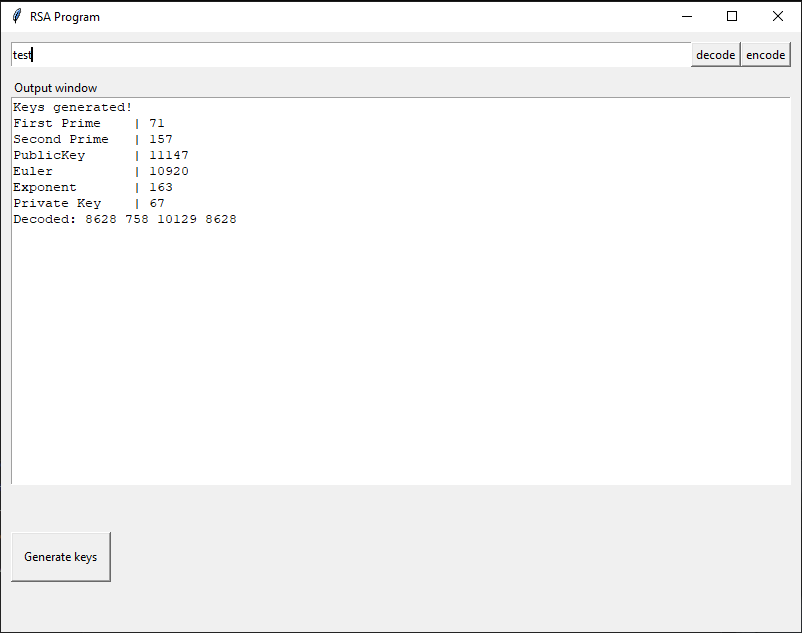 RSA Program
test
decode encode
Output window
Keys generated!
First Prime    | 71
Second Prime   | 157
PublicKey      | 11147
Euler          | 10920
Exponent       | 163
Private Key    | 67
Decoded: 8628 758 10129 8628
Generate keys